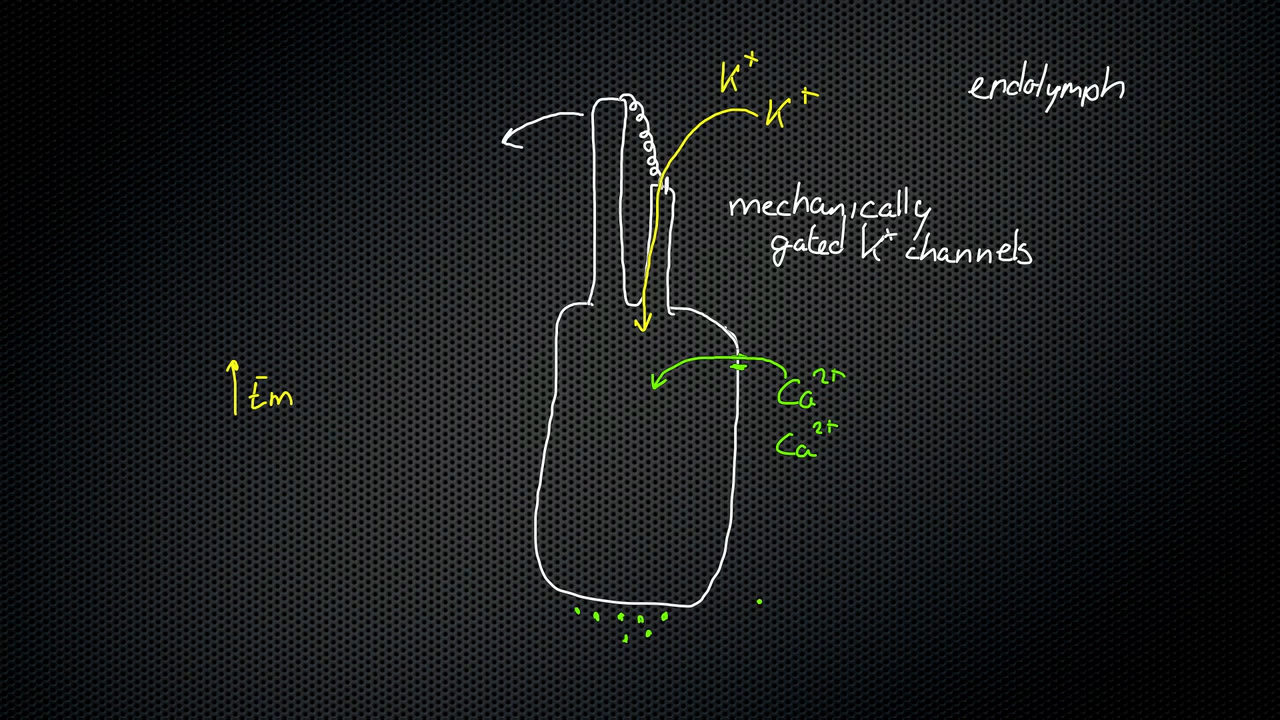 K⁺
endolymph
K⁺
mechanically
gated K⁺ channels
Em
Ca²⁺
Ca²⁺